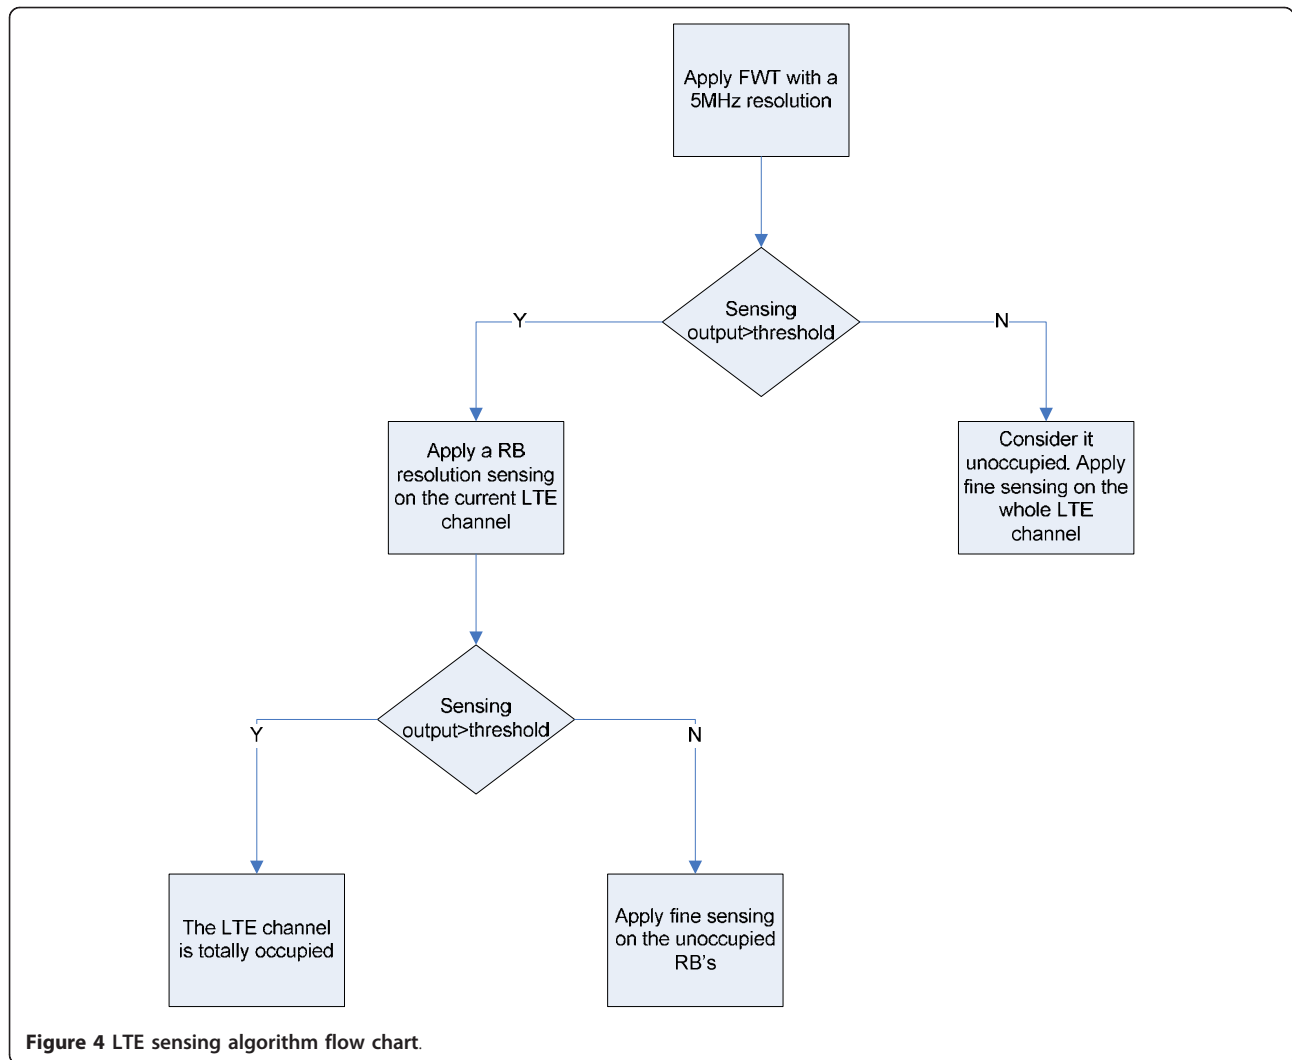 Apply FWT with a
5MHz resolution
Sensing
output>threshold
Y
N
Apply a RB
resolution sensing
on the current LTE
channel
Consider it
unoccupied. Apply
fine sensing on the
whole LTE
channel
Sensing
output>threshold
Y
N
The LTE channel
is totally occupied
Apply fine sensing
on the unoccupied
RB's
Figure 4 LTE sensing algorithm flow chart.